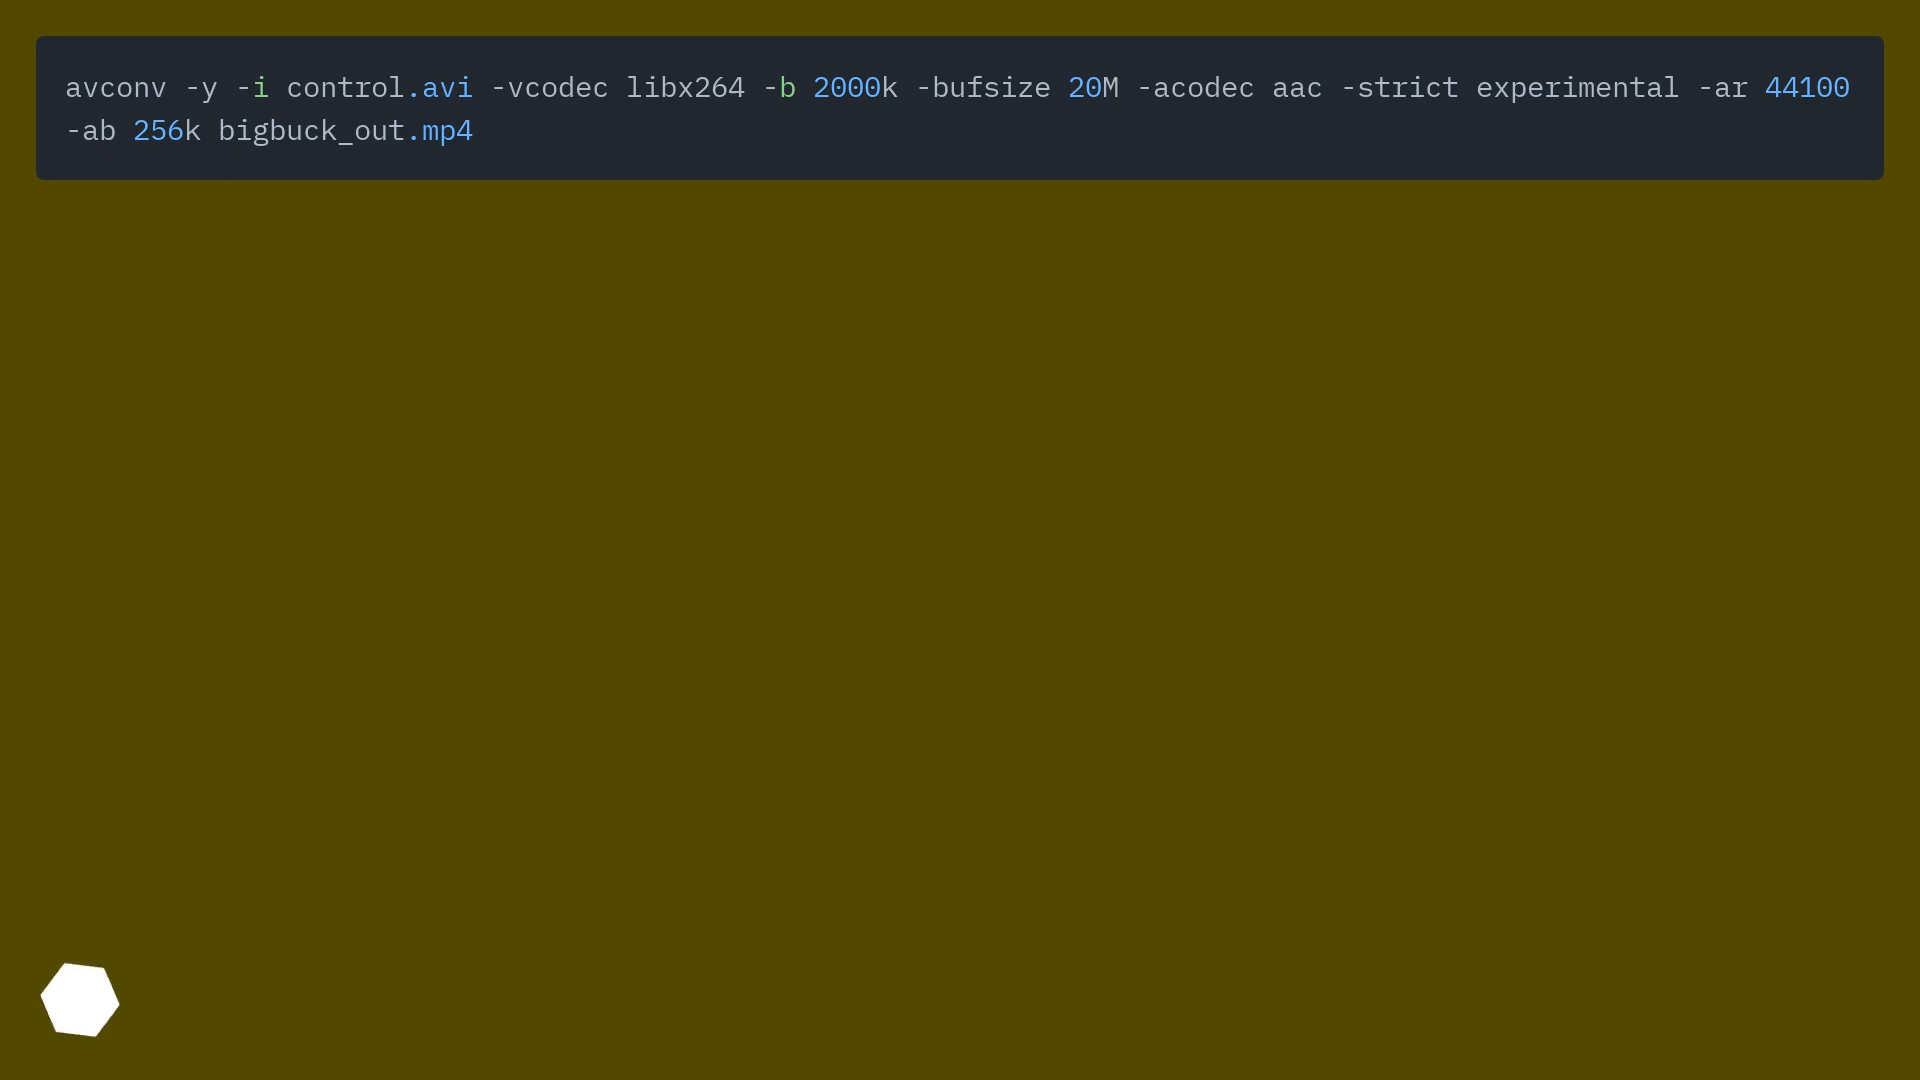 avconv -y -i control.avi -vcodec libx264 -b 2000k -bufsize 20M -acodec aac -strict experimental -ar 44100
-ab 256k bigbuck_out.mp4